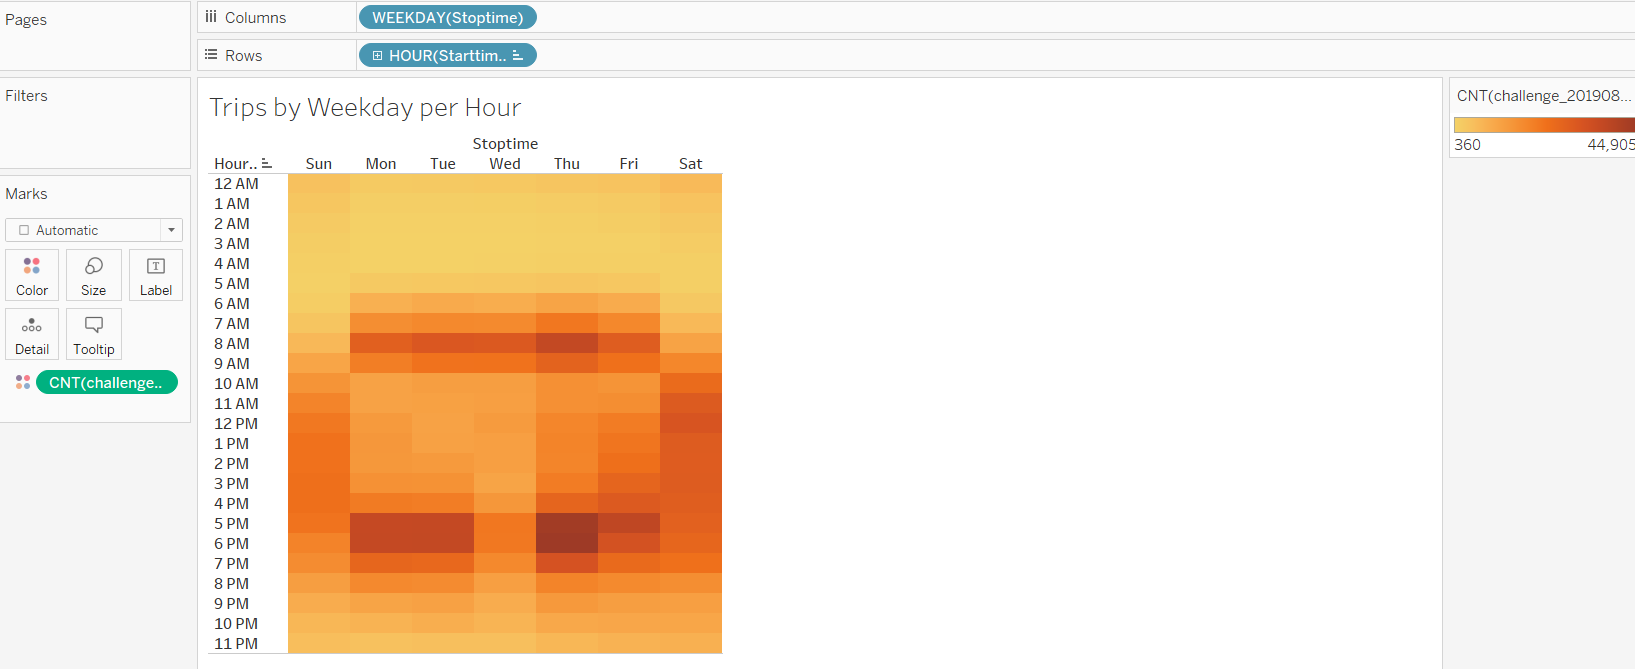 Pages
Columns
WEEKDAY(Stoptime)
Rows
HOUR(Starttim..
Filters
Marks
Automatic
Color
Size
T
Label
Detail
Tooltip
CNT(challenge..
Trips by Weekday per Hour
Stoptime
Hour.. Sun Mon Tue Wed Thu Fri Sat
12 AM
1 AM
2 AM
3 AM
4 AM
5 AM
6 AM
7 AM
8 AM
9 AM
10 AM
11 AM
12 PM
1 PM
2 PM
3 PM
4 PM
5 PM
6 PM
7 PM
8 PM
9 PM
10 PM
11 PM
CNT(challenge_201908...
360 44,905